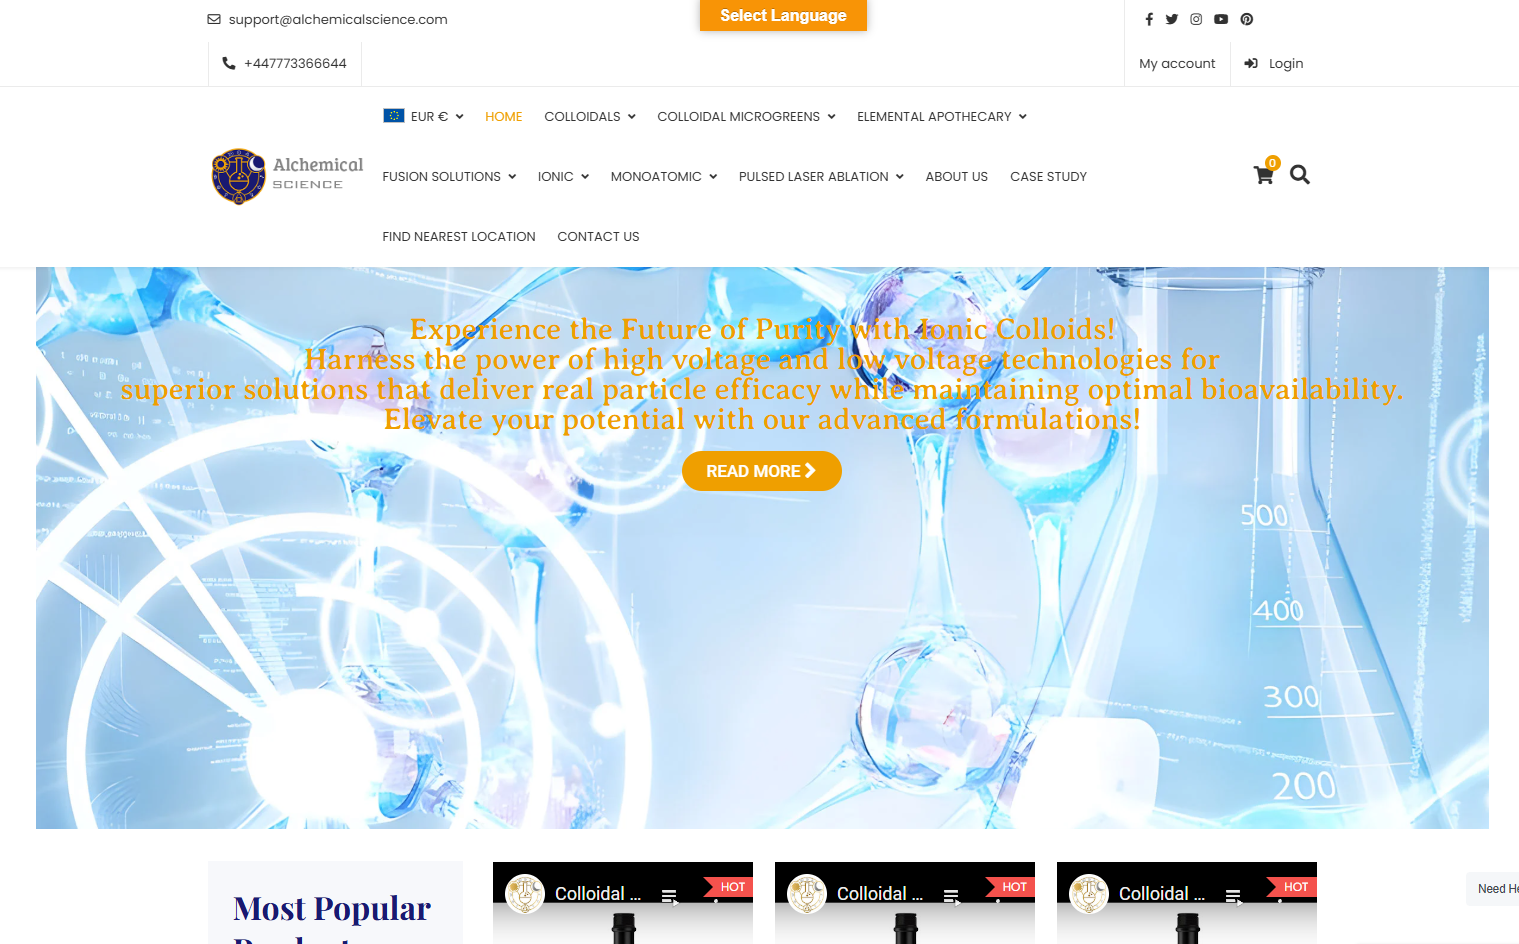 support@alchemicalscience.com
Select Language
+447773366644
My account
Login
EUR €
HOME
COLLOIDALS
COLLOIDAL MICROGREENS
ELEMENTAL APOTHECARY
Alchemical
SCIENCE
FUSION SOLUTIONS
IONIC
MONOATOMIC
PULSED LASER ABLATION
ABOUT US
CASE STUDY
0
FIND NEAREST LOCATION
CONTACT US
Experience the Future of Purity with Ionic Colloids!
Harness the power of high voltage and low voltage technologies for
superior solutions that deliver real particle efficacy while maintaining optimal bioavailability.
Elevate your potential with our advanced formulations!
READ MORE
500
400
300
200
Most Popular
Colloidal ...
HOT
Colloidal ...
HOT
Colloidal ...
HOT
Need He